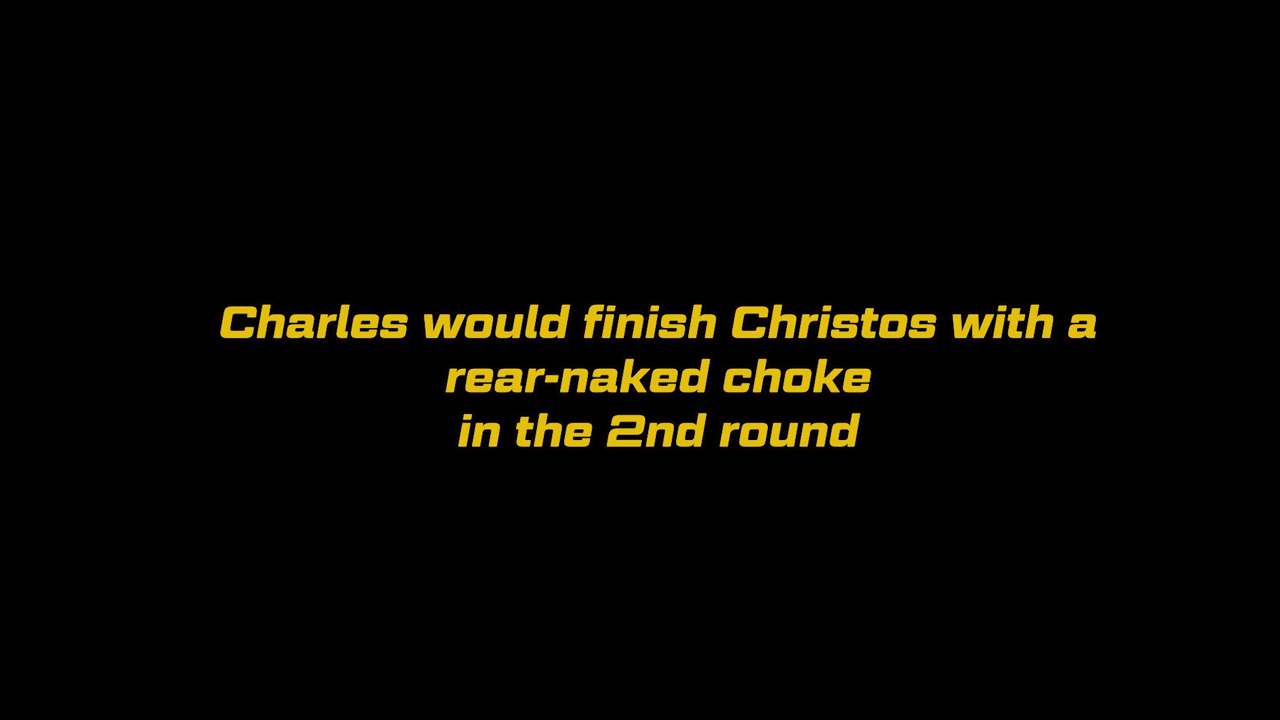 Charles would finish Christos with a
rear-naked choke
in the 2nd round